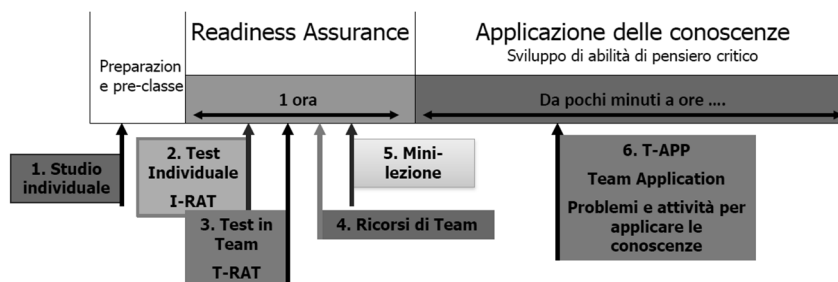 Readiness Assurance
Applicazione delle conoscenze
Sviluppo di abilità di pensiero critico
Preparazion
e pre-classe
1 ora
Da pochi minuti a ore ....
1. Studio
individuale
2. Test
Individuale
I-RAT
3. Test in
Team
T-RAT
4. Ricorsi di Team
5. Mini-
lezione
6. T-APP
Team Application
Problemi e attività per
applicare le
conoscenze